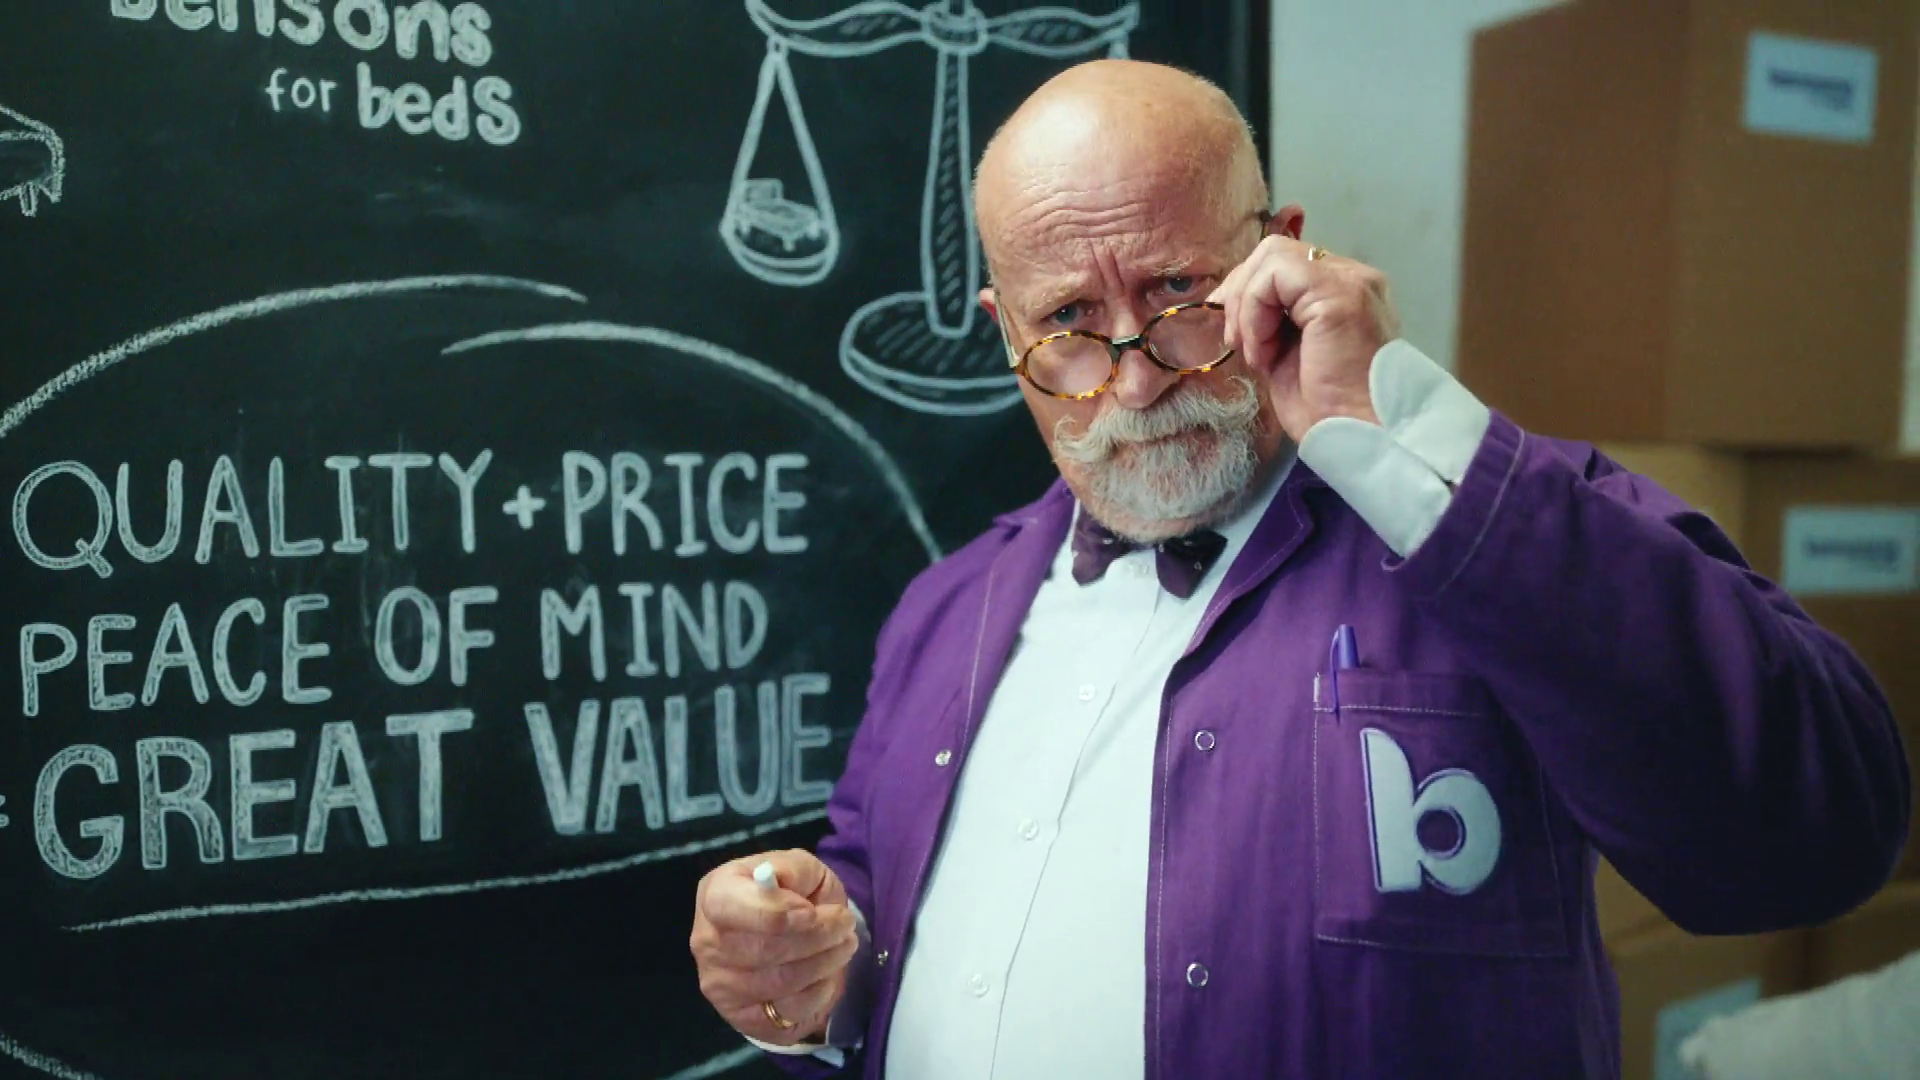 bensons
for beds
QUALITY + PRICE
PEACE OF MIND
= GREAT VALUE
b